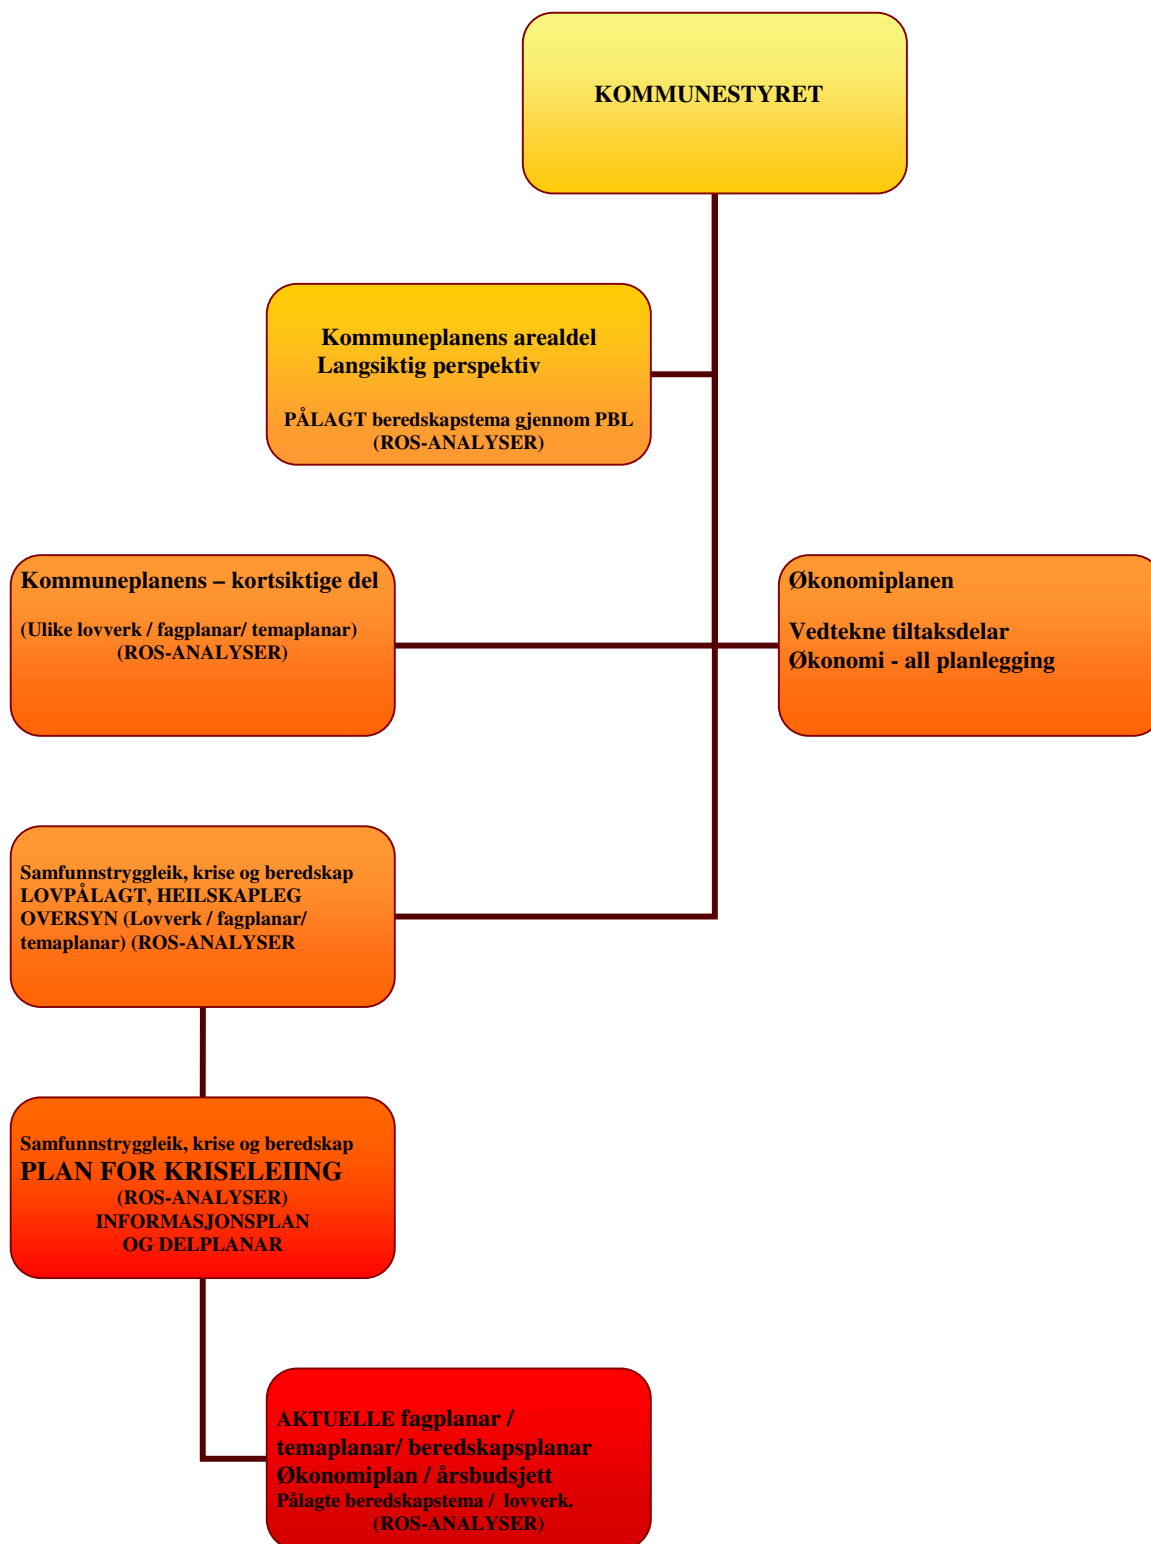 KOMMUNESTYRET
Kommuneplanens arealdel
Langsiktig perspektiv
PÅLAGT beredskapstema gjennom PBL
(ROS-ANALYSER)
Kommuneplanens – kortsiktige del
(Ulike lovverk / fagplanar/ temaplanar)
(ROS-ANALYSER)
Økonomiplanen
Vedtekne tiltaksdelar
Økonomi - all planlegging
Samfunnstryggleik, krise og beredskap
LOVPÅLAGT, HEILSKAPLEG
OVERSYN (Lovverk / fagplanar/
temaplanar) (ROS-ANALYSER
Samfunnstryggleik, krise og beredskap
PLAN FOR KRISELEIING
(ROS-ANALYSER)
INFORMASJONSPLAN
OG DELPLANAR
AKTUELLE fagplanar /
temaplanar/ beredskapsplanar
Økonomiplan / årsbudsjett
Pålagte beredskapstema /  lovverk.
(ROS-ANALYSER)